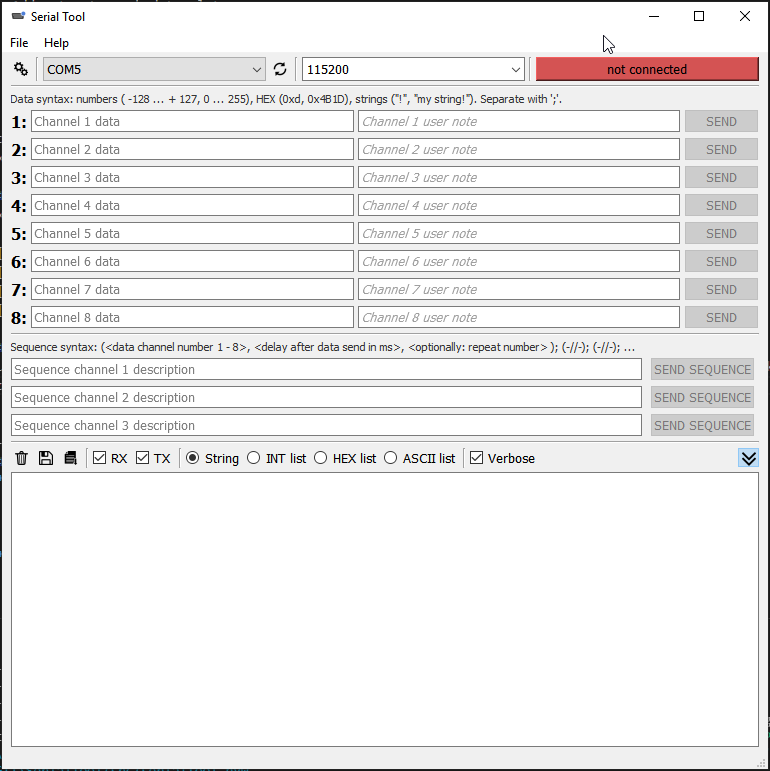 Serial Tool
File Help
COM5 115200 not connected
Data syntax: numbers ( -128 ... + 127, 0 ... 255), HEX (0xd, 0x4B1D), strings ("!", "my string!"). Separate with ';'.
1: Channel 1 data Channel 1 user note SEND
2: Channel 2 data Channel 2 user note SEND
3: Channel 3 data Channel 3 user note SEND
4: Channel 4 data Channel 4 user note SEND
5: Channel 5 data Channel 5 user note SEND
6: Channel 6 data Channel 6 user note SEND
7: Channel 7 data Channel 7 user note SEND
8: Channel 8 data Channel 8 user note SEND
Sequence syntax: (<data channel number 1 - 8>, <delay after data send in ms>, <optionally: repeat number> ); (-//-); (-//-); ...
Sequence channel 1 description SEND SEQUENCE
Sequence channel 2 description SEND SEQUENCE
Sequence channel 3 description SEND SEQUENCE
RX TX String INT list HEX list ASCII list Verbose